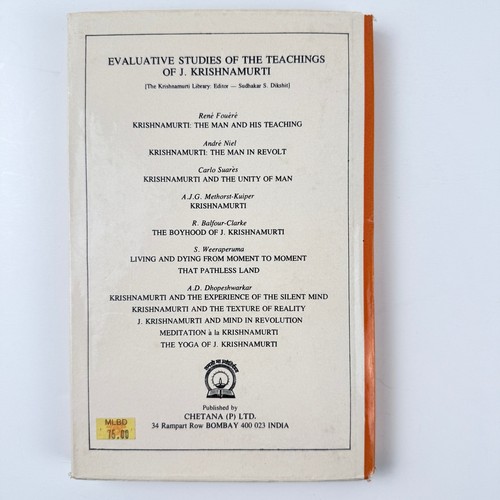 EVALUATIVE STUDIES OF THE TEACHINGS
OF J. KRISHNAMURTI
[The Krishnamurti Library: Editor — Sudhakar S. Dikshit]
René Fouéré
KRISHNAMURTI: THE MAN AND HIS TEACHING
André Niel
KRISHNAMURTI: THE MAN IN REVOLT
Carlo Suarès
KRISHNAMURTI AND THE UNITY OF MAN
A.J.G. Methorst-Kuiper
KRISHNAMURTI
R. Balfour-Clarke
THE BOYHOOD OF J. KRISHNAMURTI
S. Weeraperuma
LIVING AND DYING FROM MOMENT TO MOMENT
THAT PATHLESS LAND
A.D. Dhopeshwarkar
KRISHNAMURTI AND THE EXPERIENCE OF THE SILENT MIND
KRISHNAMURTI AND THE TEXTURE OF REALITY
J. KRISHNAMURTI AND MIND IN REVOLUTION
MEDITATION à la KRISHNAMURTI
THE YOGA OF J. KRISHNAMURTI
Published by
CHETANA (P) LTD.
34 Rampart Row BOMBAY 400 023 INDIA
MLBD
75.00